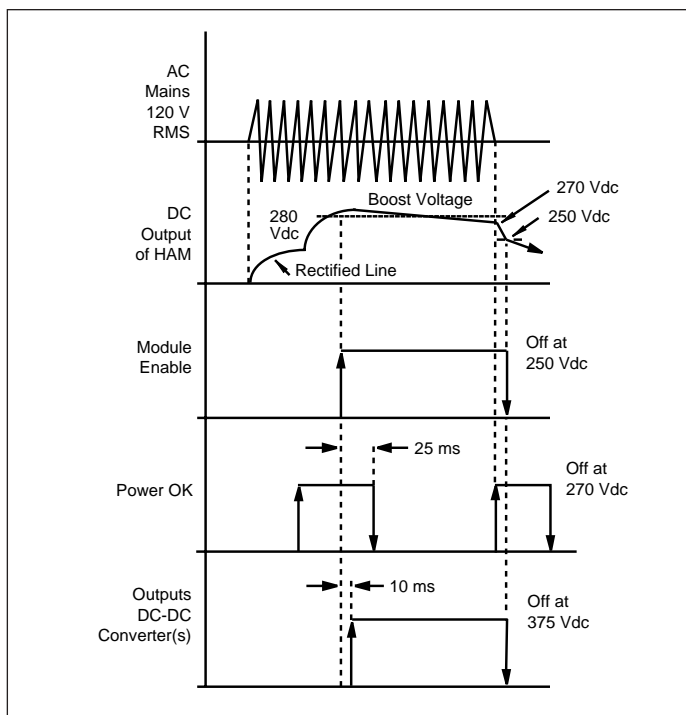 AC
Mains
120 V
RMS
DC
Output
of HAM
280
Vdc
Boost Voltage
270 Vdc
250 Vdc
Rectified Line
Module
Enable
Off at
250 Vdc
25 ms
Power OK
Off at
270 Vdc
Outputs
DC-DC
Converter(s)
10 ms
Off at
375 Vdc